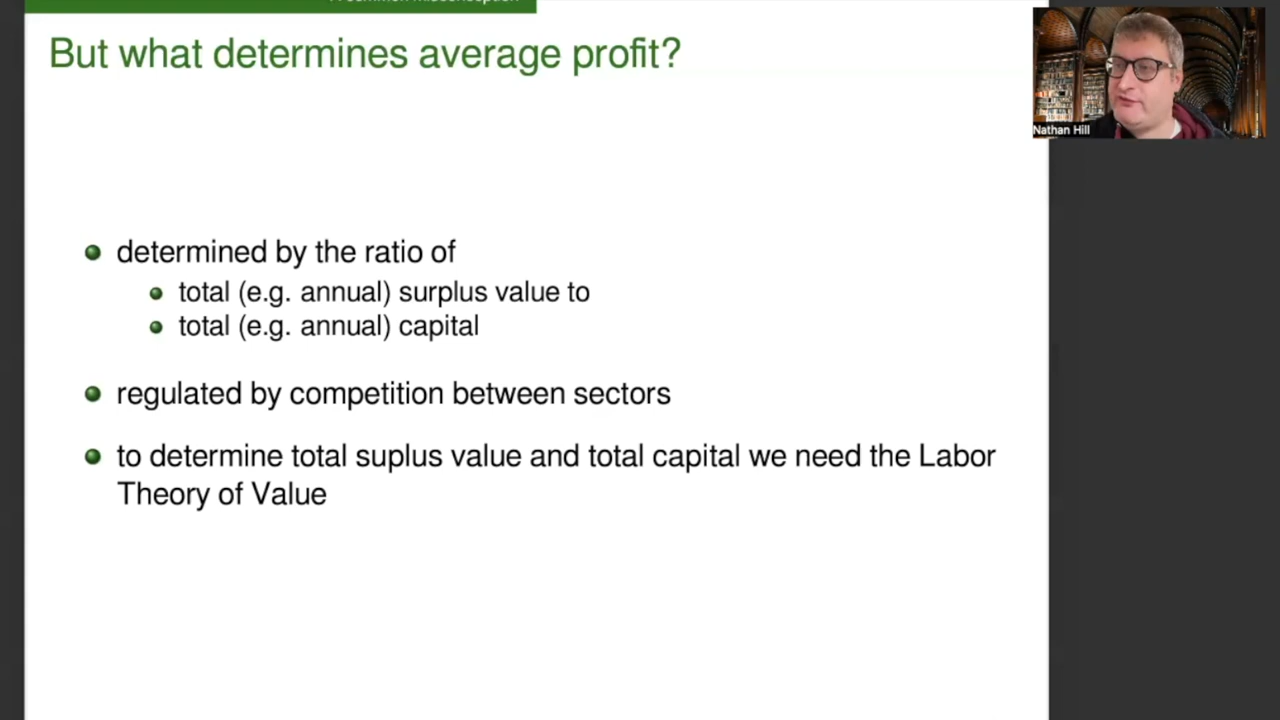 But what determines average profit?
Nathan Hill
determined by the ratio of
total (e.g. annual) surplus value to
total (e.g. annual) capital
regulated by competition between sectors
to determine total suplus value and total capital we need the Labor
Theory of Value